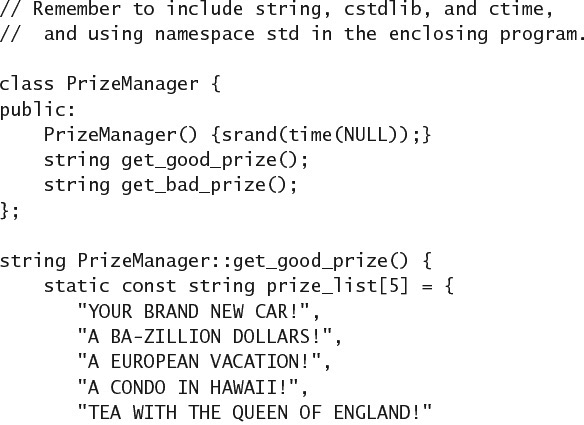 // Remember to include string, cstdlib, and ctime,
//  and using namespace std in the enclosing program.
class PrizeManager {
public:
    PrizeManager() {srand(time(NULL));}
    string get_good_prize();
    string get_bad_prize();
};
string PrizeManager::get_good_prize() {
    static const string prize_list[5] = {
       "YOUR BRAND NEW CAR!",
       "A BA-ZILLION DOLLARS!",
       "A EUROPEAN VACATION!",
       "A CONDO IN HAWAII!",
       "TEA WITH THE QUEEN OF ENGLAND!"